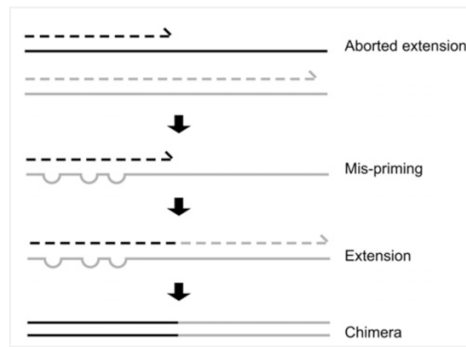 Aborted extension
Mis-priming
Extension
Chimera